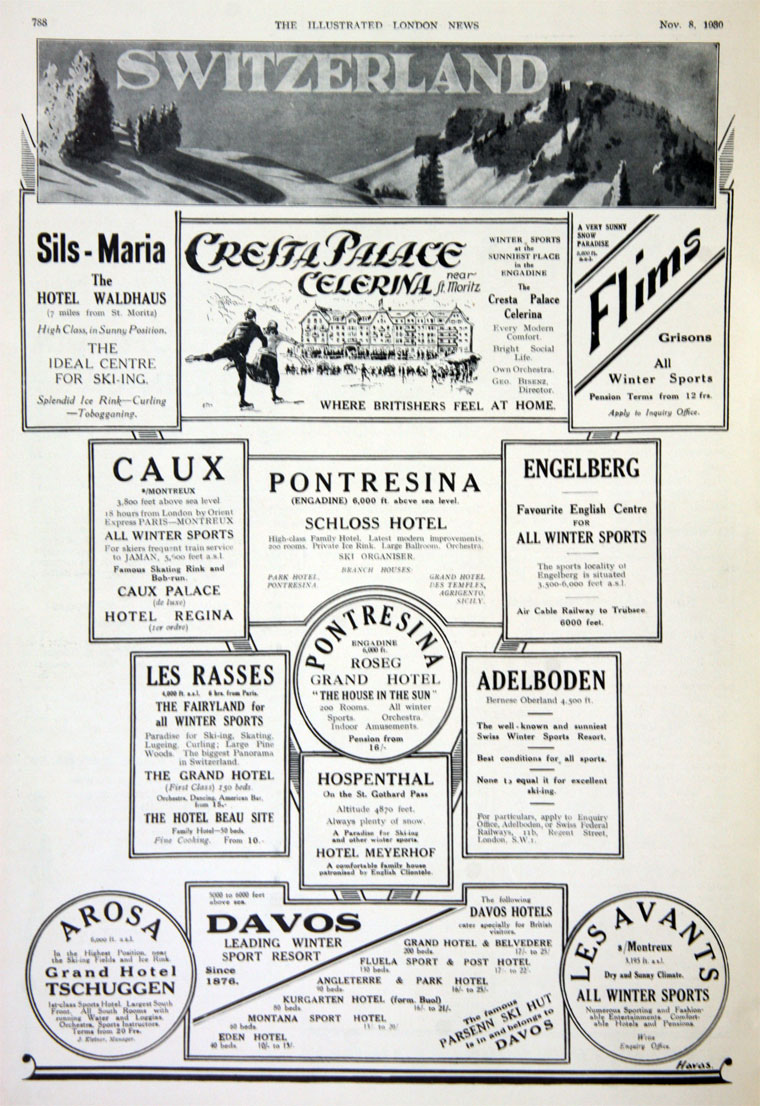 788
THE ILLUSTRATED LONDON NEWS
Nov. 8, 1930
SWITZERLAND
Sils-Maria
The
HOTEL WALDHAUS
(7 miles from St. Moritz)
High Class, in Sunny Position.
THE
IDEAL CENTRE
FOR SKI-ING.
Splendid Ice Rink—Curling
—Tobogganing.
CRESTA PALACE
CELERINA near
St. Moritz
WINTER SPORTS
at the
SUNNIEST PLACE
in the
ENGADINE
The
Cresta Palace
Celerina
Every Modern
Comfort.
Bright Social
Life.
Own Orchestra.
GEO. BISENZ,
Director.
WHERE BRITISHERS FEEL AT HOME.
A VERY SUNNY
SNOW
PARADISE
a.s.l.
Flims
Grisons
All
Winter Sports
Pension Terms from 12 frs.
Apply to Inquiry Office.
CAUX
s/MONTREUX
3,800 feet above sea level
18 hours from London by Orient
Express PARIS—MONTREUX
ALL WINTER SPORTS
For skiers frequent train service
to JAMAN, feet a.s.l.
Famous Skating Rink and
Bob-run.
CAUX PALACE
(de luxe)
HOTEL REGINA
(1er ordre)
PONTRESINA
(ENGADINE) 6,000 ft. above sea level.
SCHLOSS HOTEL
High-class Family Hotel. Latest modern improvements.
200 rooms. Private Ice Rink. Large Ballroom. Orchestra.
SKI ORGANISER.
BRANCH HOUSES:
PARK HOTEL,
PONTRESINA.
GRAND HOTEL
DES TEMPLES,
AGRIGENTO,
SICILY.
ENGELBERG
Favourite English Centre
FOR
ALL WINTER SPORTS
The sports locality of
Engelberg is situated
3,500-6,000 feet a.s.l.
Air Cable Railway to Trubsee.
6000 feet.
PONTRESINA
ENGADINE
6,000 ft.
ROSEG
GRAND HOTEL
"THE HOUSE IN THE SUN"
200 Rooms. All winter
Sports. Orchestra.
Indoor Amusements.
Pension from
16/-
LES RASSES
4,000 ft. a.s.l. 8 hrs. from Paris.
THE FAIRYLAND for
all WINTER SPORTS
Paradise for Ski-ing, Skating,
Lugeing, Curling; Large Pine
Woods. The biggest Panorama
in Switzerland.
THE GRAND HOTEL
(First Class) 150 beds.
Orchestra, Dancing, American Bar,
from
THE HOTEL BEAU SITE
Family Hotel—50 beds.
Fine Cooking. From 10.-
ADELBODEN
Bernese Oberland 4,500 ft.
The well-known and sunniest
Swiss Winter Sports Resort.
Best conditions for all sports.
None to equal it for excellent
ski-ing.
For particulars, apply to Enquiry
Office, Adelboden, or Swiss Federal
Railways, 11b, Regent Street,
London, S.W.1.
HOSPENTHAL
On the St. Gothard Pass
Altitude 4870 feet.
Always plenty of snow.
A Paradise for Ski-ing
and other winter sports.
HOTEL MEYERHOF
A comfortable family house
patronised by English Clientèle.
AROSA
6,000 ft. a.s.l.
In the Highest Position, near
the Ski-ing Fields and Ice Rink.
Grand Hotel
TSCHUGGEN
1st-class Sports Hotel. Largest South
Front. All South Rooms with
running Water and Loggias.
Orchestra, Sports Instructors.
Terms from 20 Frs.
Manager.
5000 to 6000 feet
above sea.
DAVOS
LEADING WINTER
SPORT RESORT
Since
1876.
The following
DAVOS HOTELS
cater specially for British
visitors.
GRAND HOTEL & BELVEDERE
200 beds.
FLUELA SPORT & POST HOTEL
150 beds.
ANGLETERRE & PARK HOTEL
90 beds.
KURGARTEN HOTEL (form. Buol)
80 beds.
MONTANA SPORT HOTEL
60 beds.
EDEN HOTEL
40 beds.
The famous
PARSENN SKI HUT
is in and belongs to
DAVOS
LES AVANTS
s/Montreux
a.s.l.
Dry and Sunny Climate.
ALL WINTER SPORTS
Numerous Sporting and Fashion-
able Entertainments. Comfort-
able Hotels and Pensions.
Write
Enquiry Office.
Havas.